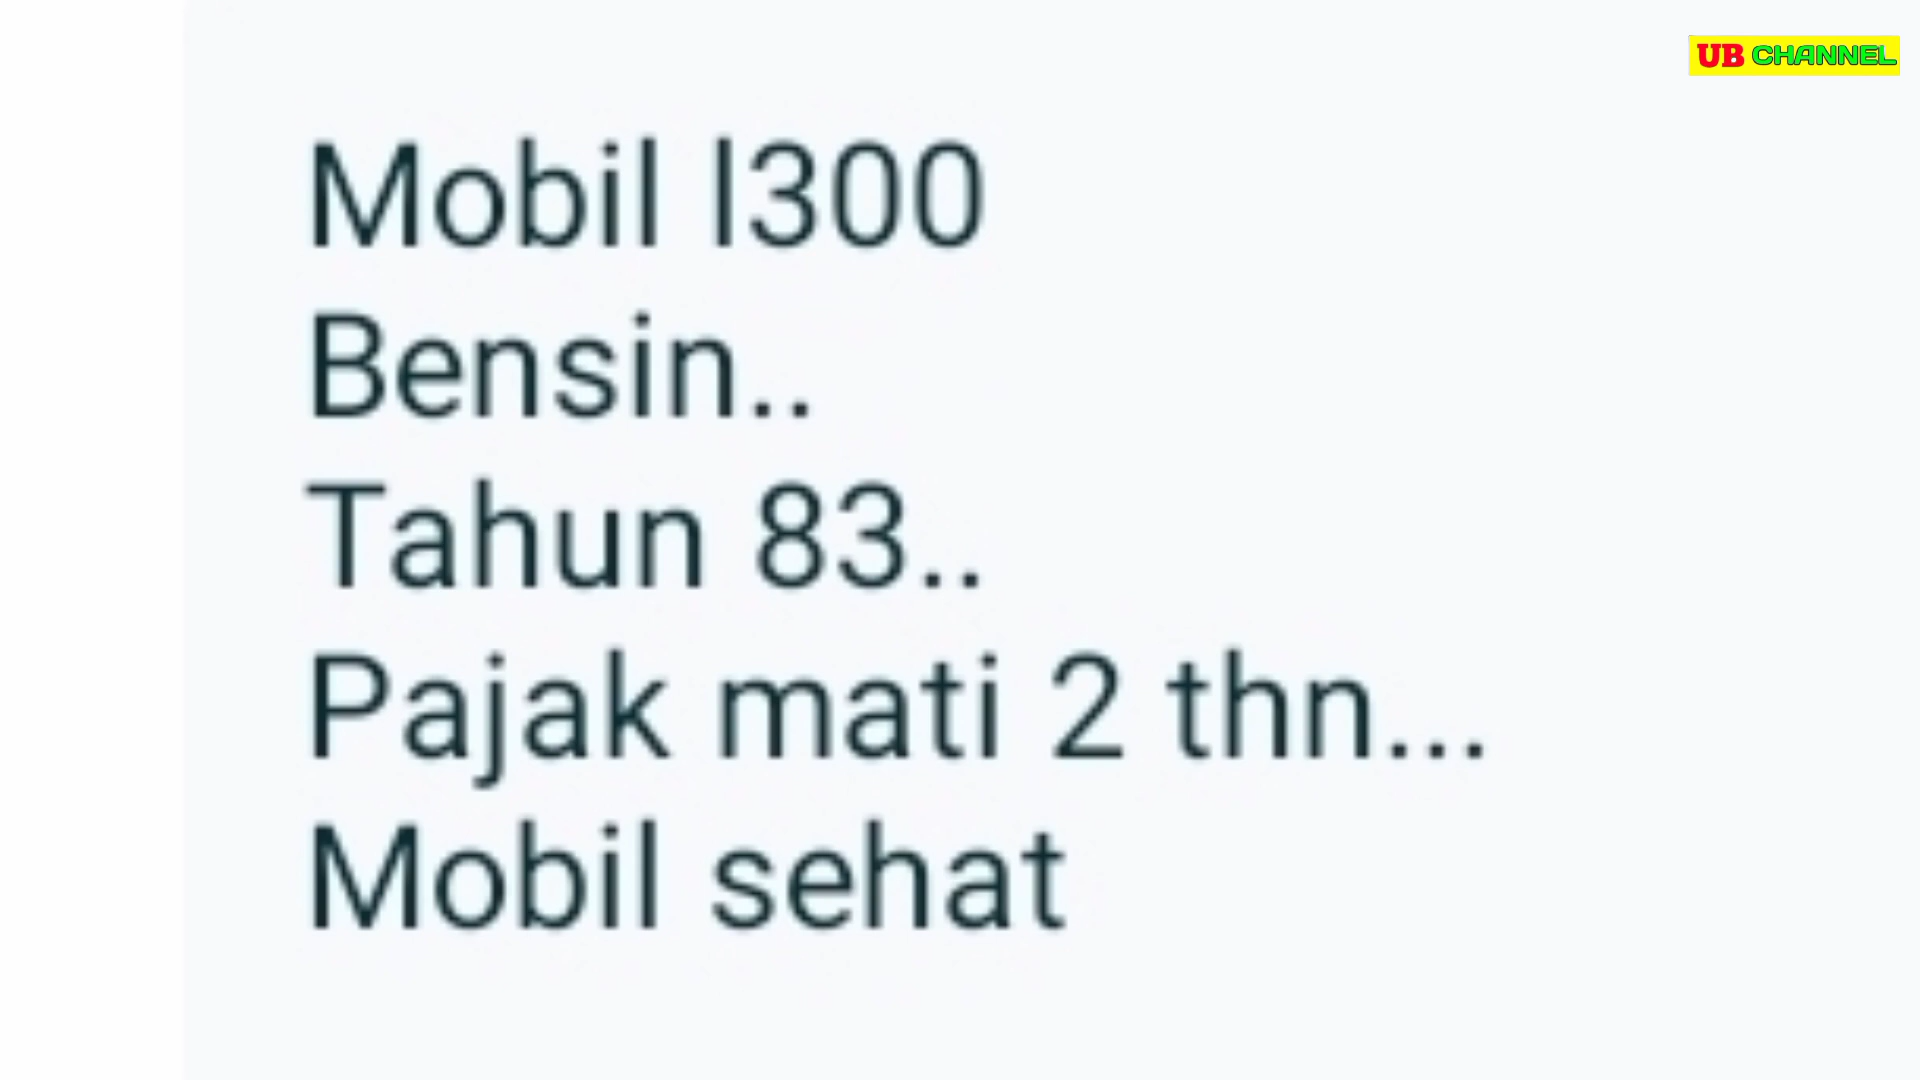 UB CHANNEL
Mobil l300
Bensin..
Tahun 83..
Pajak mati 2 thn...
Mobil sehat